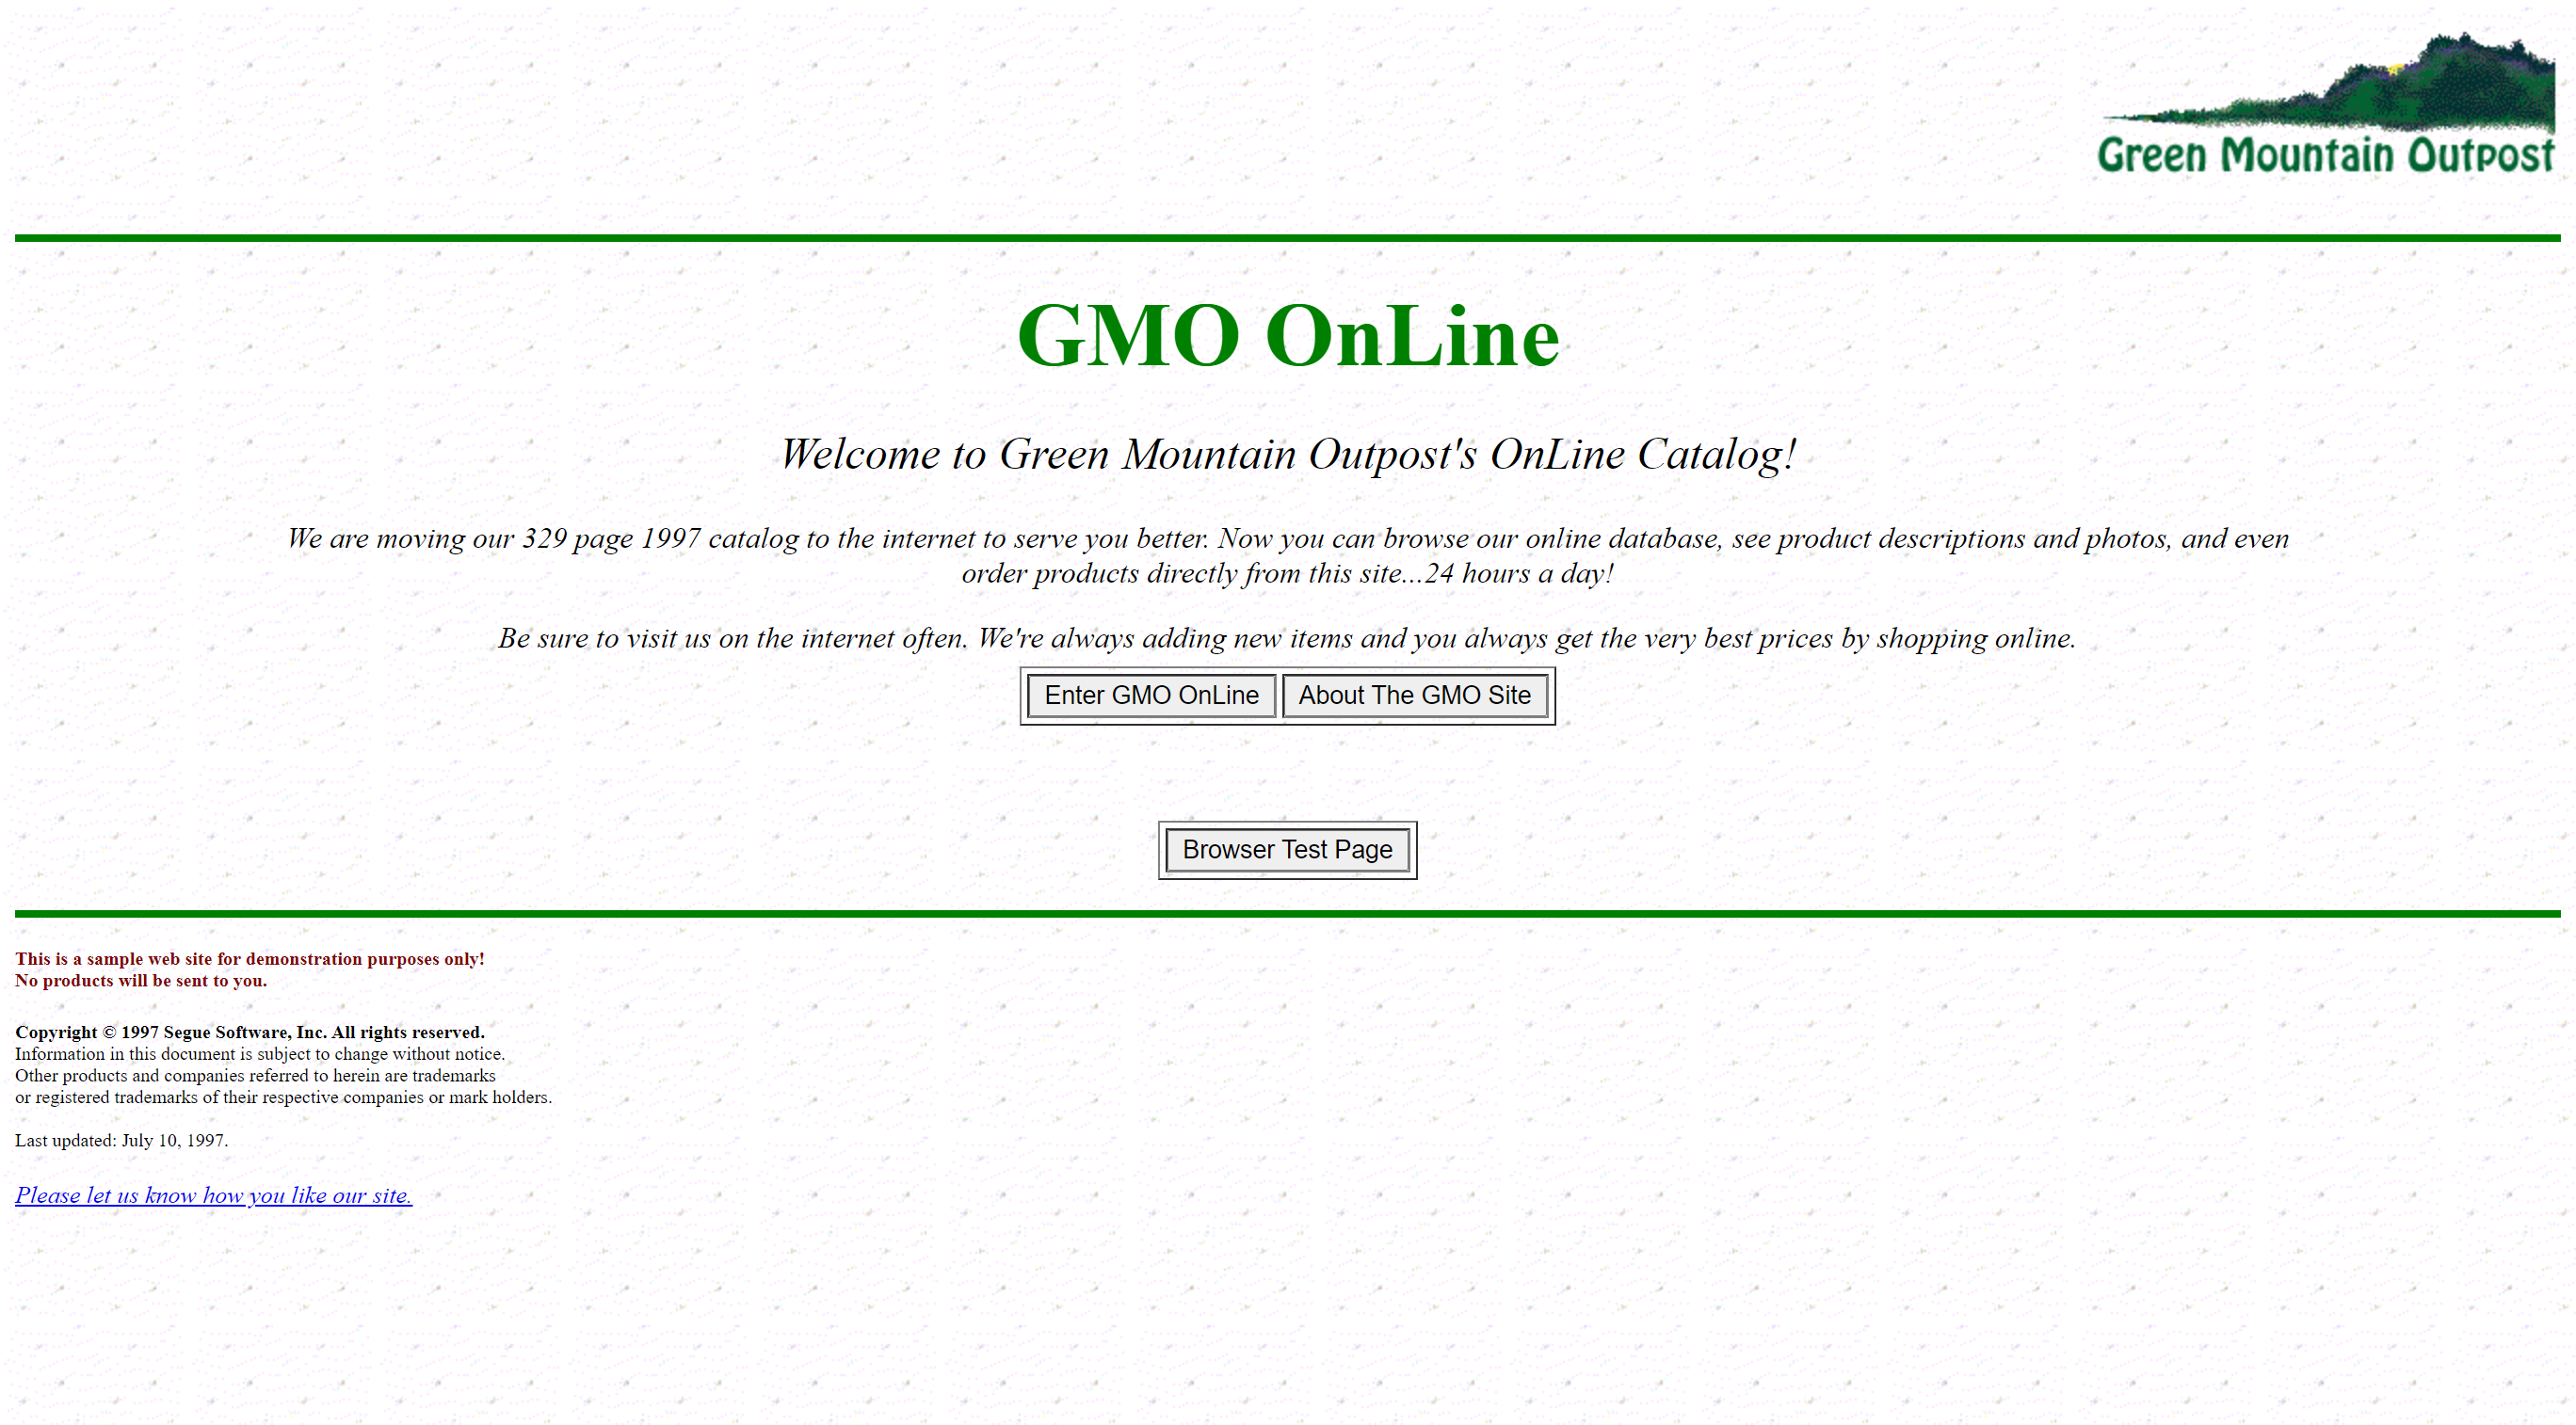 Green Mountain Outpost
GMO OnLine
Welcome to Green Mountain Outpost's OnLine Catalog!
We are moving our 329 page 1997 catalog to the internet to serve you better. Now you can browse our online database, see product descriptions and photos, and even
order products directly from this site...24 hours a day!
Be sure to visit us on the internet often. We're always adding new items and you always get the very best prices by shopping online.
Enter GMO OnLine About The GMO Site
Browser Test Page
This is a sample web site for demonstration purposes only!
No products will be sent to you.
Copyright © 1997 Segue Software, Inc. All rights reserved.
Information in this document is subject to change without notice.
Other products and companies referred to herein are trademarks
or registered trademarks of their respective companies or mark holders.
Last updated: July 10, 1997.
Please let us know how you like our site.